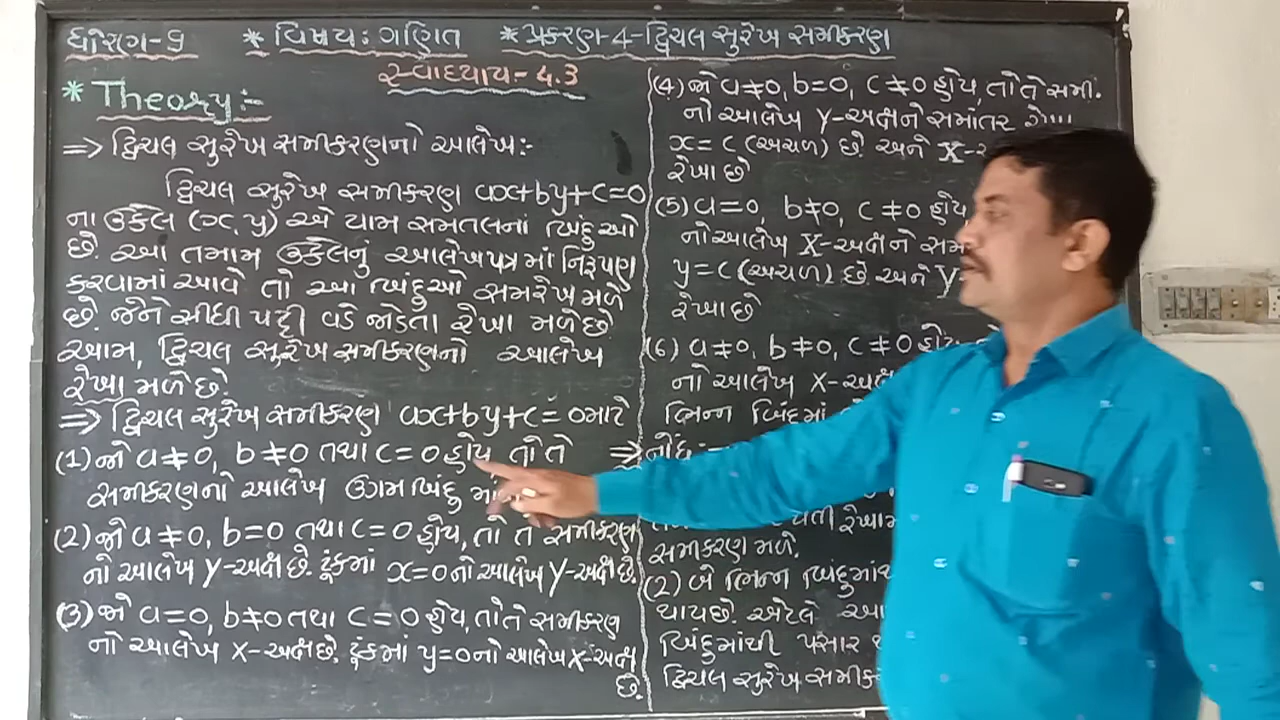 ધોરણ-9 * વિષય: ગણિત * પ્રકરણ-4-દ્વિચલ સુરેખ સમીકરણ
સ્વાધ્યાય-4.3
* Theory:-
⇒ દ્વિચલ સુરેખ સમીકરણનો આલેખ:-
દ્વિચલ સુરેખ સમીકરણ ax+by+c=0
ના ઉકેલ (x, y) એ યામ સમતલનાં બિંદુઓ
છે. આ તમામ ઉકેલનું આલેખપત્રમાં નિરૂપણ
કરવામાં આવે તો આ બિંદુઓ સમરેખ મળે
છે. જેને સીધી પટ્ટી વડે જોડતા રેખા મળે છે
આમ, દ્વિચલ સુરેખ સમીકરણનો આલેખ
રેખા મળે છે.
⇒ દ્વિચલ સુરેખ સમીકરણ ax+by+c=0 માટે
(1) જો a≠0, b≠0 તથા c=0 હોય, તો તે
સમીકરણનો આલેખ ઉગમબિંદુ
(2) જો a≠0, b=0 તથા c=0 હોય, તો તે સમીકરણ
નો આલેખ Y-અક્ષ છે. ટૂંકમાં x=0 નો આલેખ Y-અક્ષ છે.
(3) જો a=0, b≠0 તથા c=0 હોય, તો તે સમીકરણ
નો આલેખ X-અક્ષ છે. ટૂંકમાં y=0 નો આલેખ X-અક્ષ
છે.
(4) જો a≠0, b=0, c≠0 હોય, તો તે સમી.
નો આલેખ Y-અક્ષને સમાંતર રેખા
x=c (અચળ) છે. અને X-
રેખા છે
(5) a=0, b≠0, c≠0 હોય,
નો આલેખ X-અક્ષને
y=c (અચળ) છે અને Y-
રેખા છે
(6) a≠0, b≠0, c≠0 હોય,
નો આલેખ X-અક્ષ
ભિન્ન બિંદુમાં
⇒ નોંધ:-
રેખામ
સમીકરણ મળે.
(2) બે ભિન્ન બિંદુમાંથ
થાય છે. એટલે આ
બિંદુમાંથી પસાર થ
દ્વિચલ સુરેખ સમીક